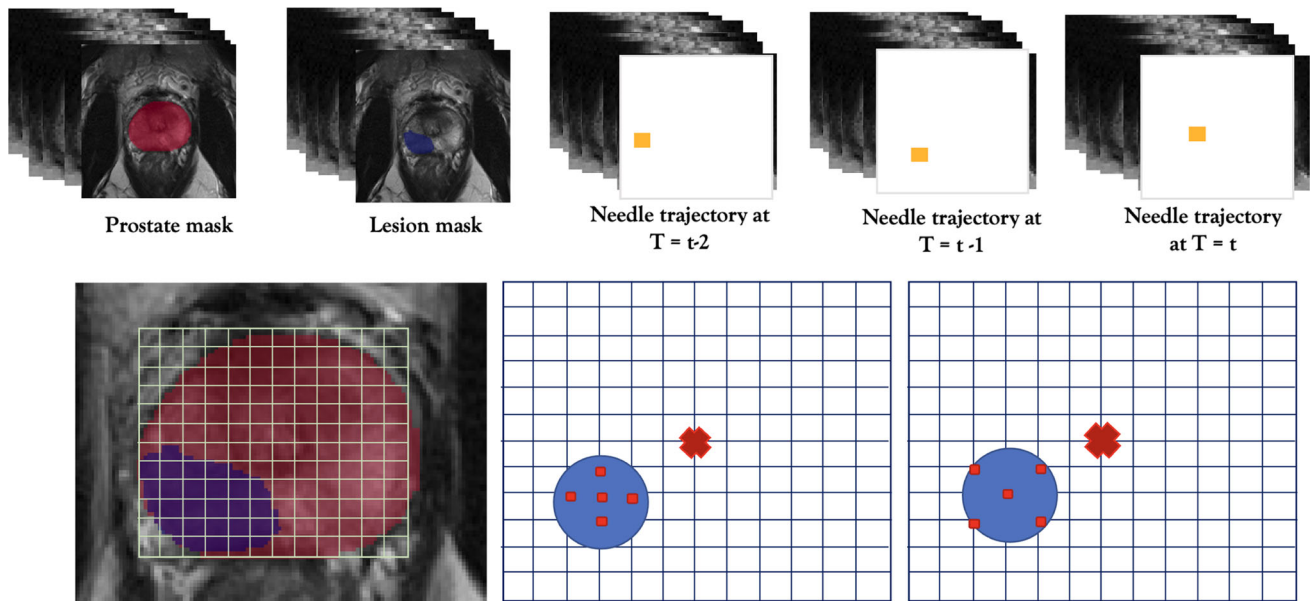 Prostate mask
Lesion mask
Needle trajectory at
T = t-2
Needle trajectory at
T = t -1
Needle trajectory
at T = t